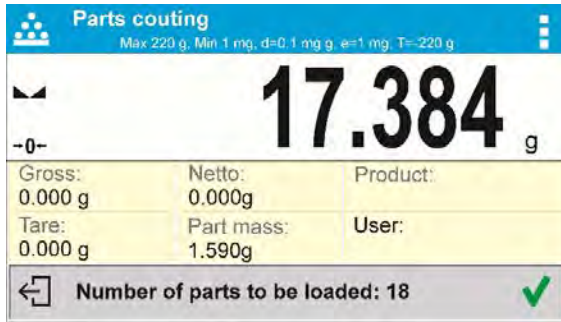 Parts couting
Max 220 g, Min 1 mg, d=0.1 mg g, e=1 mg, T=-220 g
17.384 g
→0←
Gross: Netto: Product:
0.000 g 0.000g
Tare: Part mass: User:
0.000 g 1.590g
Number of parts to be loaded: 18